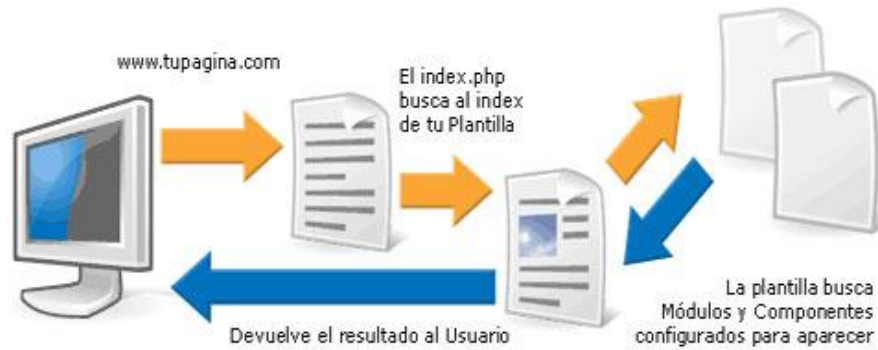 www.tupagina.com
El index.php
busca al index
de tu Plantilla
La plantilla busca
Módulos y Componentes
configurados para aparecer
Devuelve el resultado al Usuario